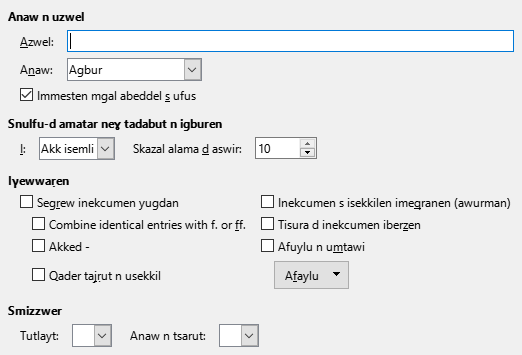 Anaw n uzwel
Azwel:
Anaw: Agbur
Immesten mgal abeddel s ufus
Snulfu-d amatar neɣ tadabut n igburen
I: Akk isemli Skazal alama d aswir: 10
Iɣewwaṛen
Segrew inekcumen yugdan Inekcumen s isekkilen imeqranen (awurman)
Combine identical entries with f. or ff. Tisura d inekcumen iberzen
Akked - Afuylu n umtawi
Qader tajṛut n usekkil Afaylu
Smizzwer
Tutlayt: Anaw n tsarut: